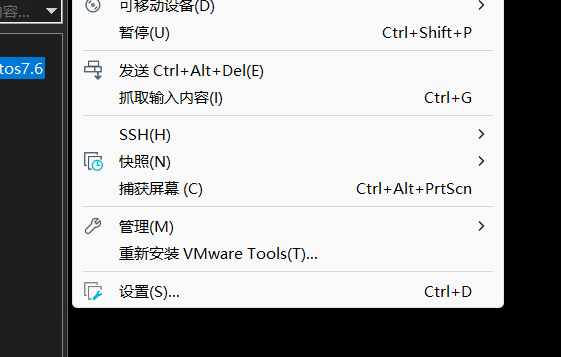 可移动设备(D)
内容...
暂停(U) Ctrl+Shift+P
tos7.6
发送 Ctrl+Alt+Del(E)
抓取输入内容(I) Ctrl+G
SSH(H)
快照(N)
捕获屏幕 (C) Ctrl+Alt+PrtScn
管理(M)
重新安装 VMware Tools(T)...
设置(S)... Ctrl+D